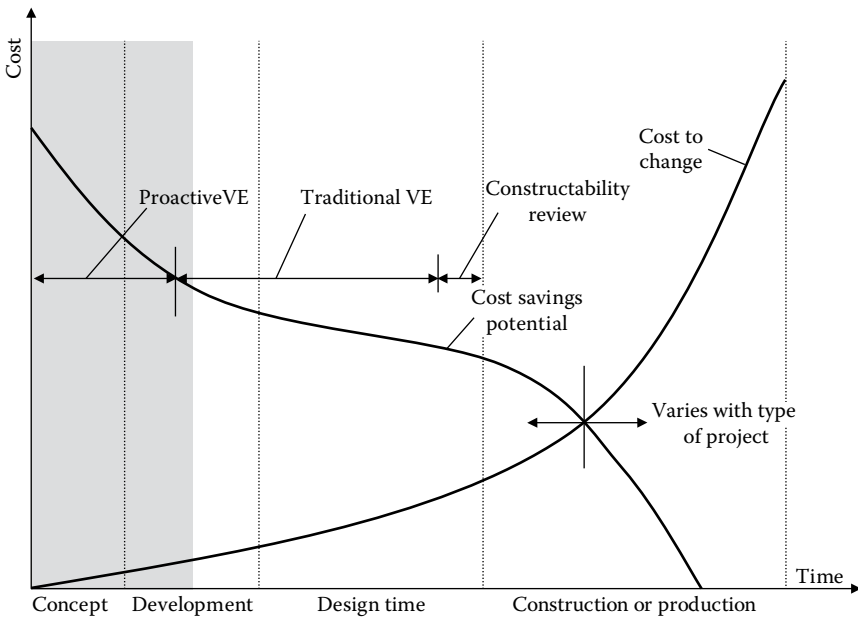 Cost
Cost to
change
ProactiveVE
Traditional VE
Constructability
review
Cost savings
potential
Varies with type
of project
Time
Concept
Development
Design time
Construction or production